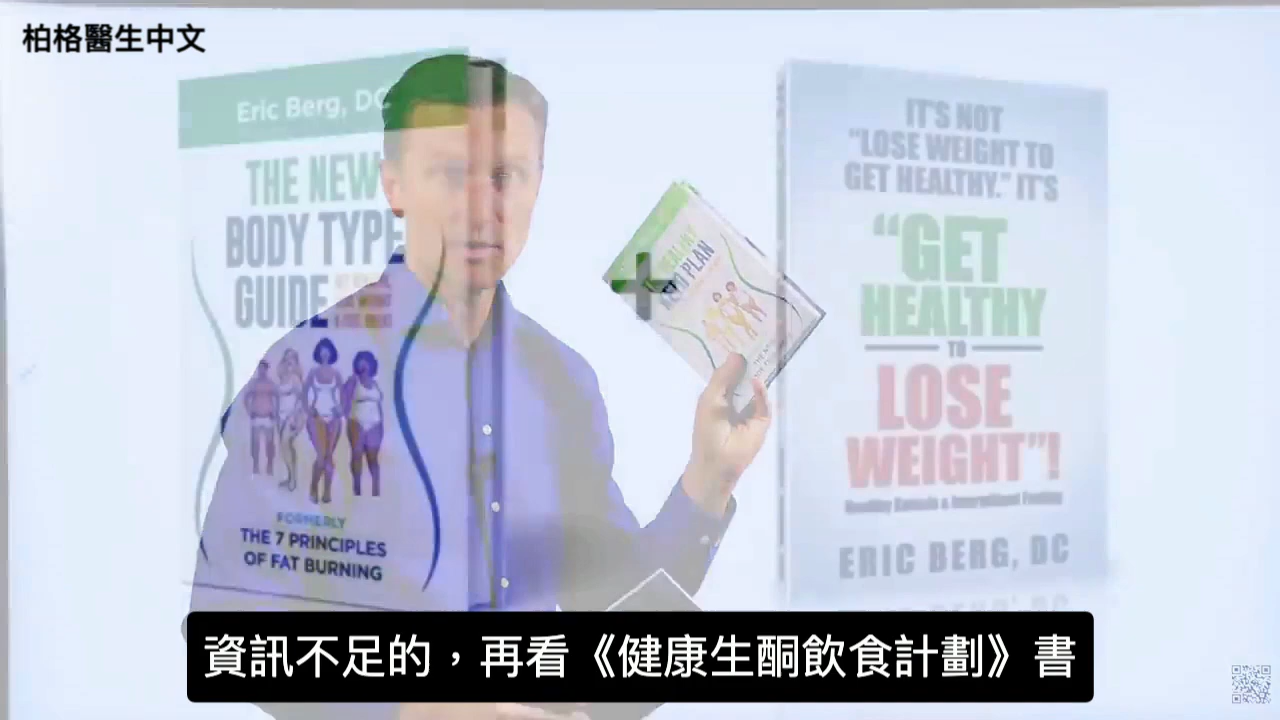 柏格醫生中文
Eric Berg, DC
THE NEW
BODY TYPE
GUIDE
FORMERLY
THE 7 PRINCIPLES
OF FAT BURNING
KETO PLAN
IT'S NOT
"LOSE WEIGHT TO
GET HEALTHY." IT'S
"GET
HEALTHY
TO
LOSE
WEIGHT"!
ERIC BERG, DC
資訊不足的，再看《健康生酮飲食計劃》書